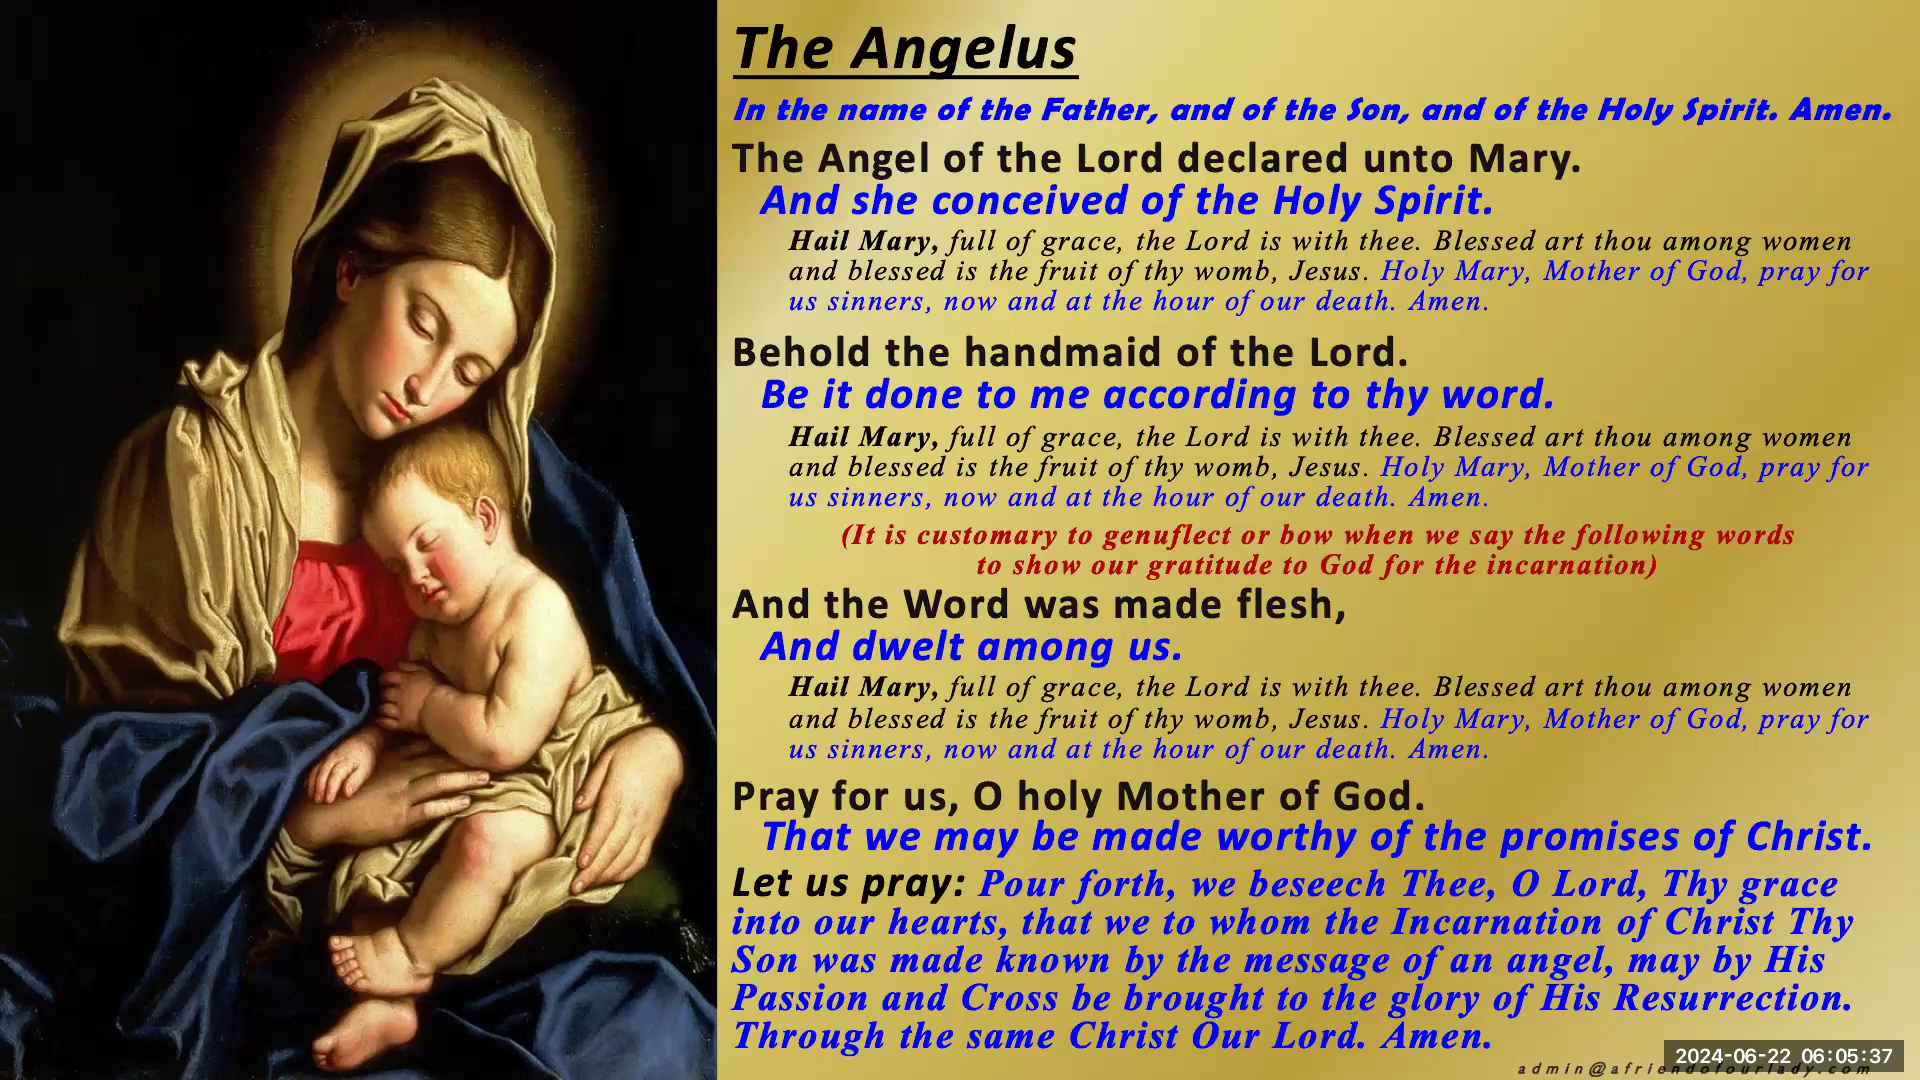 The Angelus
In the name of the Father, and of the Son, and of the Holy Spirit. Amen.
The Angel of the Lord declared unto Mary.
And she conceived of the Holy Spirit.
Hail Mary, full of grace, the Lord is with thee. Blessed art thou among women
and blessed is the fruit of thy womb, Jesus. Holy Mary, Mother of God, pray for
us sinners, now and at the hour of our death. Amen.
Behold the handmaid of the Lord.
Be it done to me according to thy word.
Hail Mary, full of grace, the Lord is with thee. Blessed art thou among women
and blessed is the fruit of thy womb, Jesus. Holy Mary, Mother of God, pray for
us sinners, now and at the hour of our death. Amen.
(It is customary to genuflect or bow when we say the following words
to show our gratitude to God for the incarnation)
And the Word was made flesh,
And dwelt among us.
Hail Mary, full of grace, the Lord is with thee. Blessed art thou among women
and blessed is the fruit of thy womb, Jesus. Holy Mary, Mother of God, pray for
us sinners, now and at the hour of our death. Amen.
Pray for us, O holy Mother of God.
That we may be made worthy of the promises of Christ.
Let us pray: Pour forth, we beseech Thee, O Lord, Thy grace
into our hearts, that we to whom the Incarnation of Christ Thy
Son was made known by the message of an angel, may by His
Passion and Cross be brought to the glory of His Resurrection.
Through the same Christ Our Lord. Amen.
2024-06-22 06:05:37
admin@afriendofourlady.com